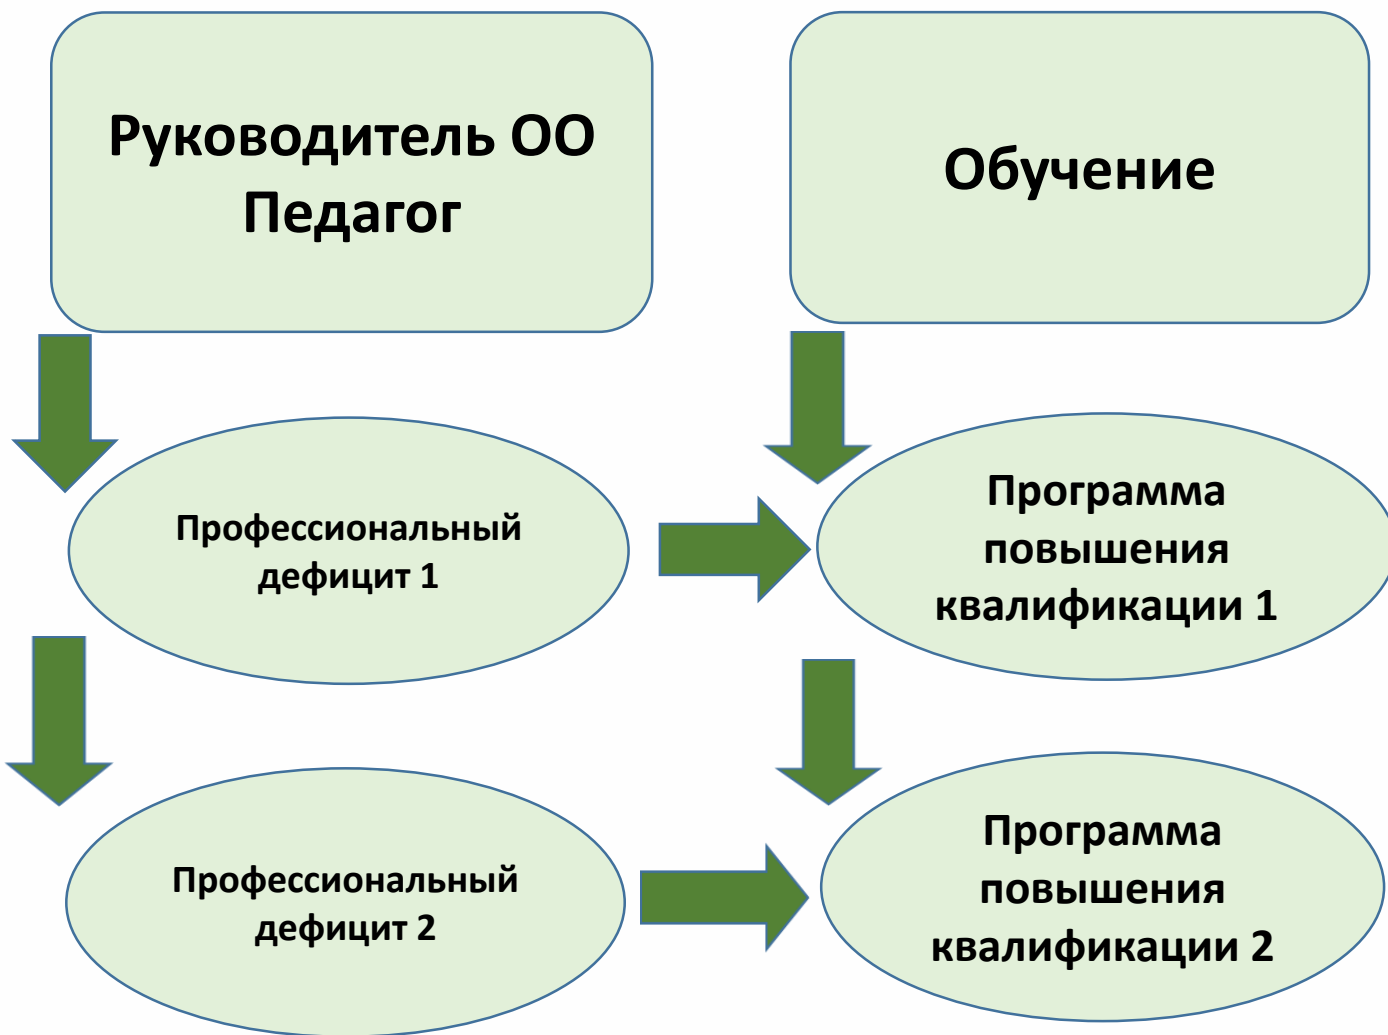 Руководитель ОО
Педагог
Обучение
Профессиональный
дефицит 1
Программа
повышения
квалификации 1
Профессиональный
дефицит 2
Программа
повышения
квалификации 2